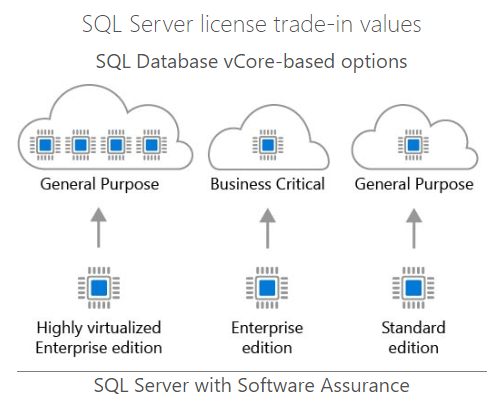 SQL Server license trade-in values
SQL Database vCore-based options
General Purpose
Business Critical
General Purpose
Highly virtualized
Enterprise edition
Enterprise
edition
Standard
edition
SQL Server with Software Assurance